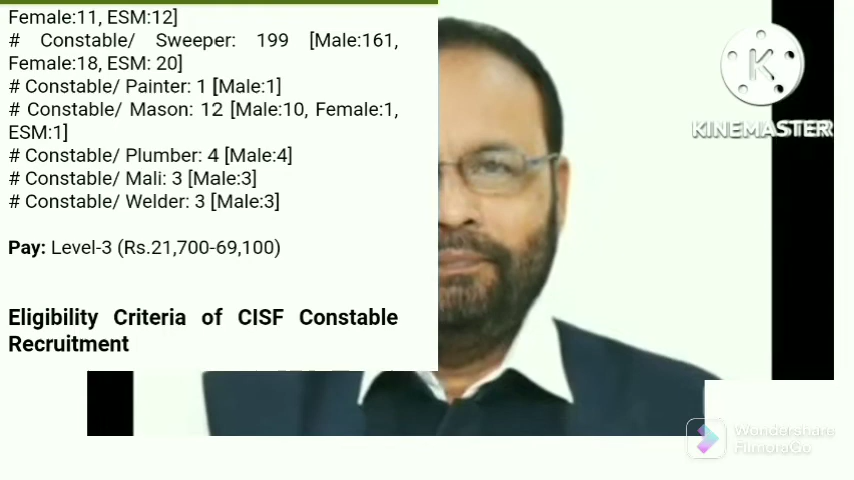 Female:11, ESM:12]
# Constable/ Sweeper: 199 [Male:161,
Female:18, ESM: 20]
# Constable/ Painter: 1 [Male:1]
# Constable/ Mason: 12 [Male:10, Female:1,
ESM:1]
# Constable/ Plumber: 4 [Male:4]
# Constable/ Mali: 3 [Male:3]
# Constable/ Welder: 3 [Male:3]
Pay: Level-3 (Rs.21,700-69,100)
Eligibility Criteria of CISF Constable
Recruitment
K
KINEMASTER
Wondershare
FilmoraGo